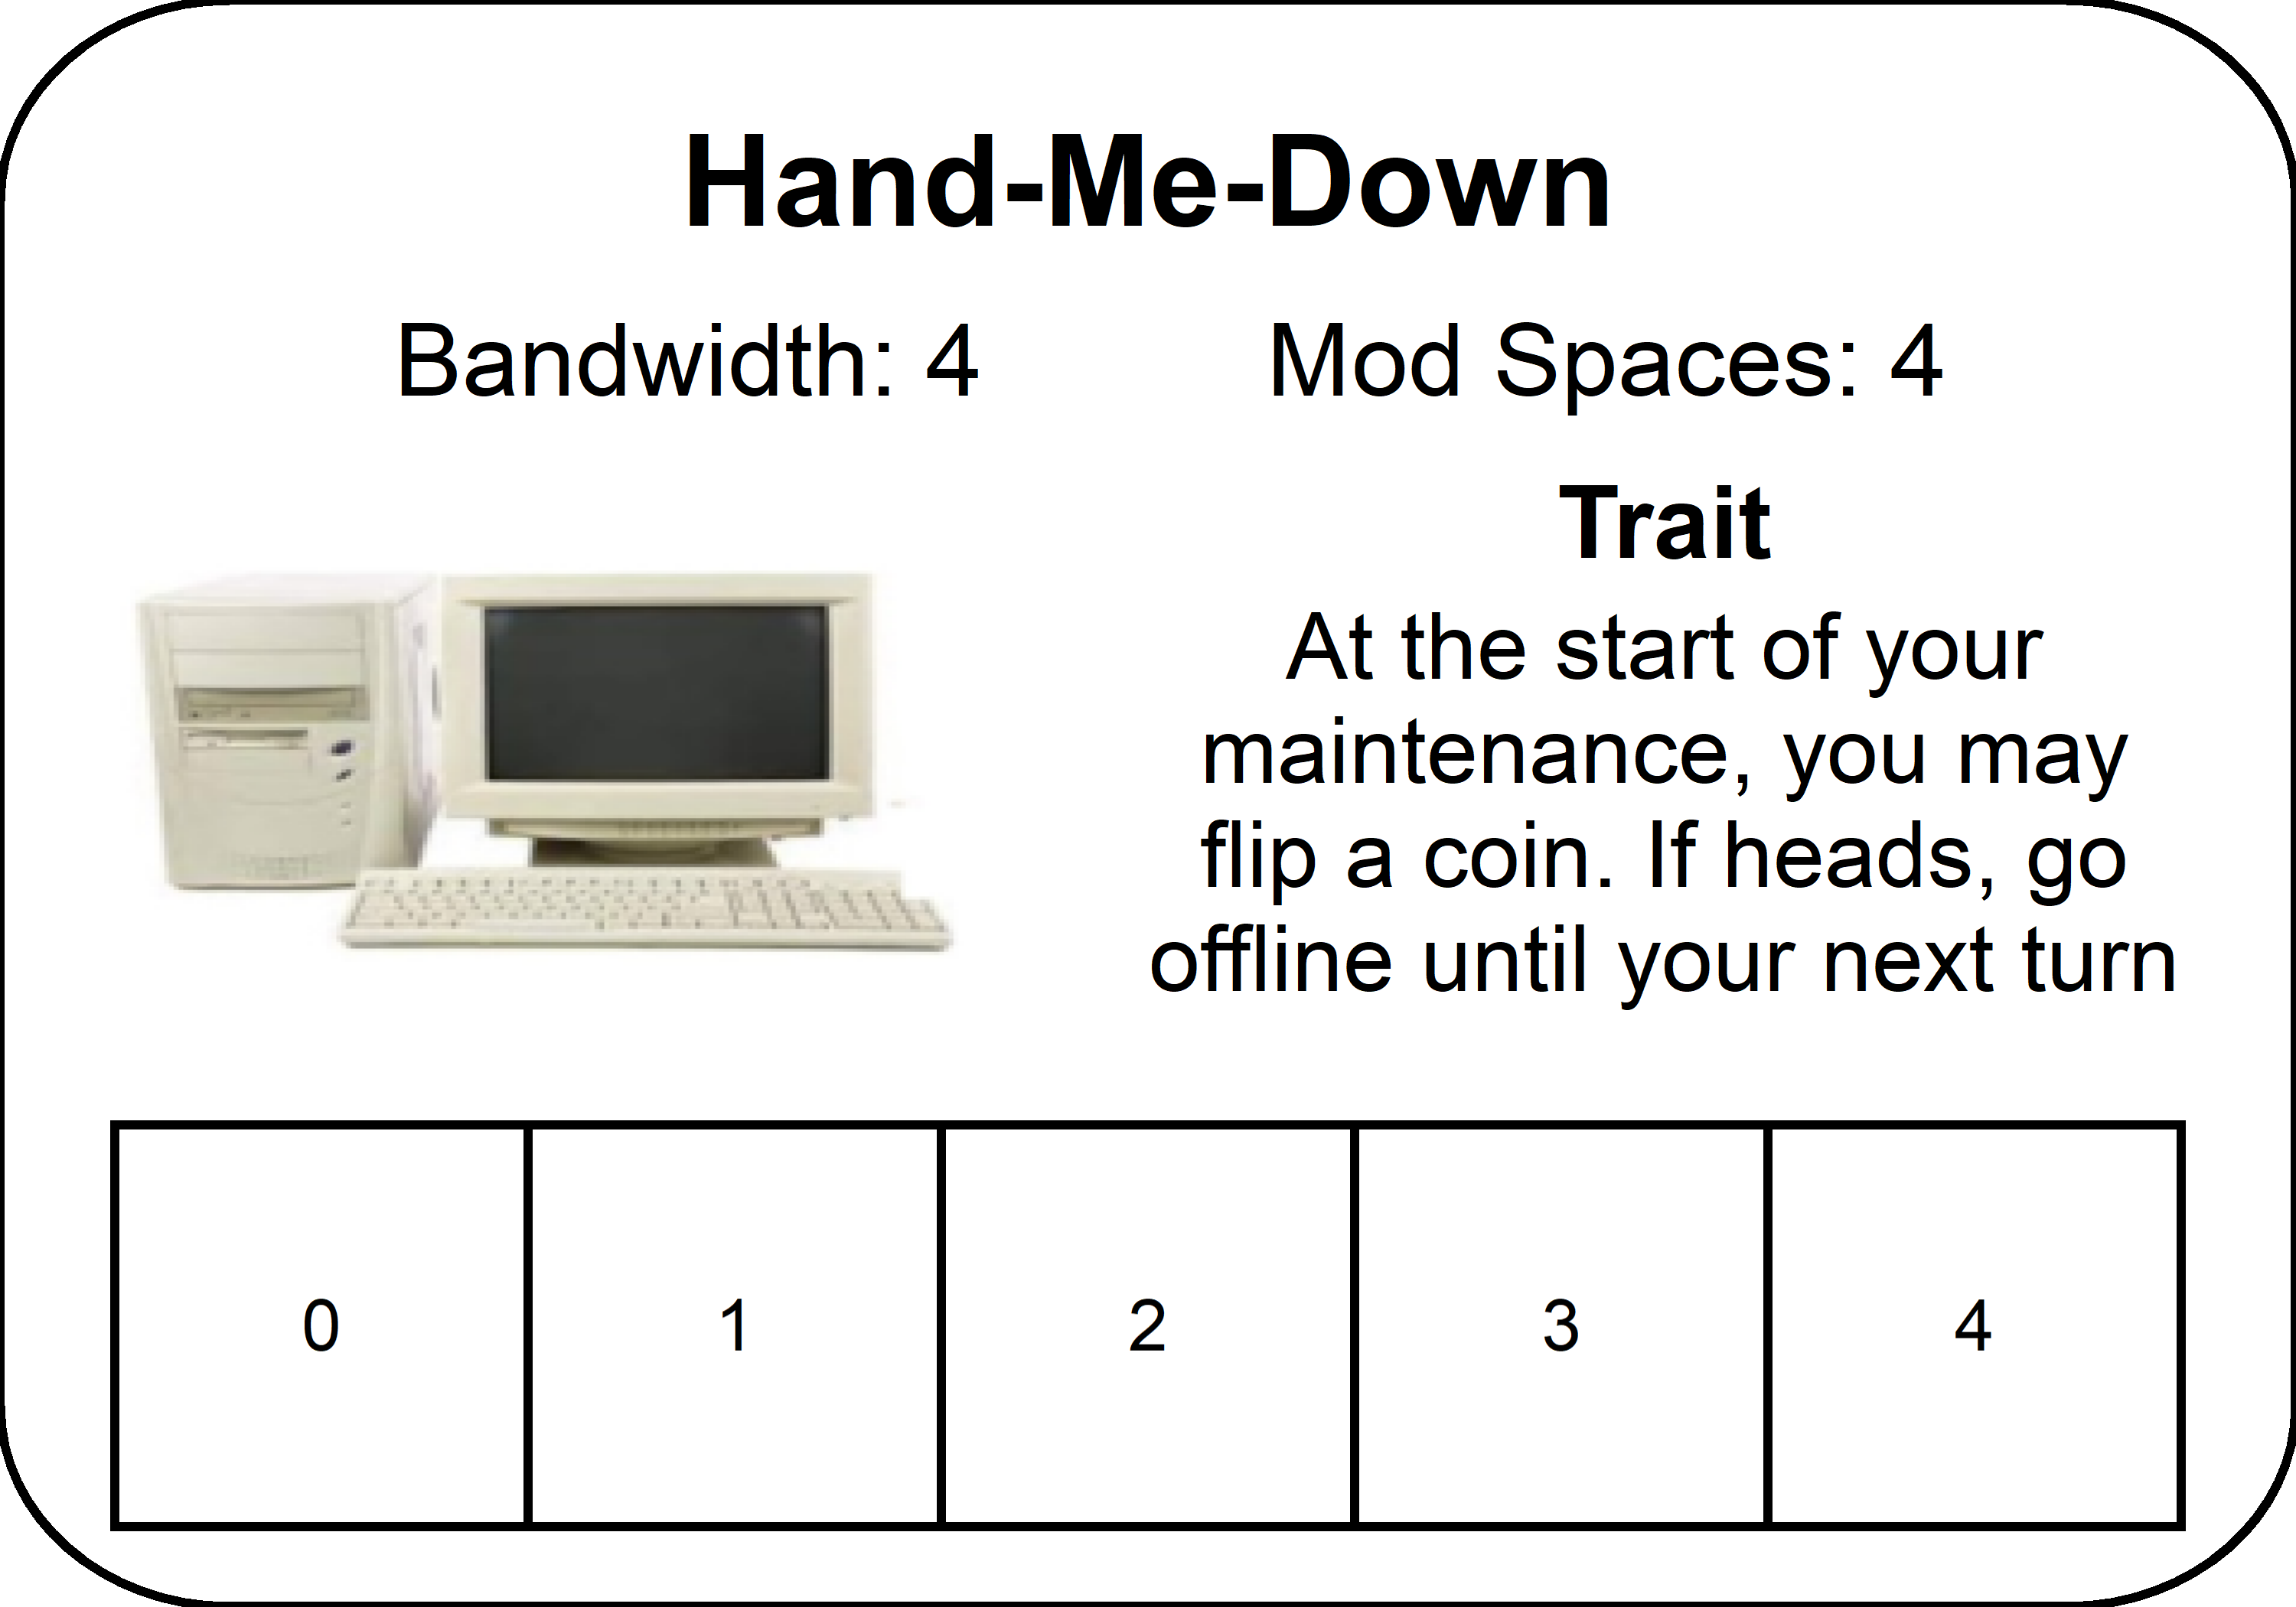 Hand-Me-Down
Bandwidth: 4 Mod Spaces: 4
Trait
At the start of your
maintenance, you may
flip a coin. If heads, go
offline until your next turn
0 1 2 3 4